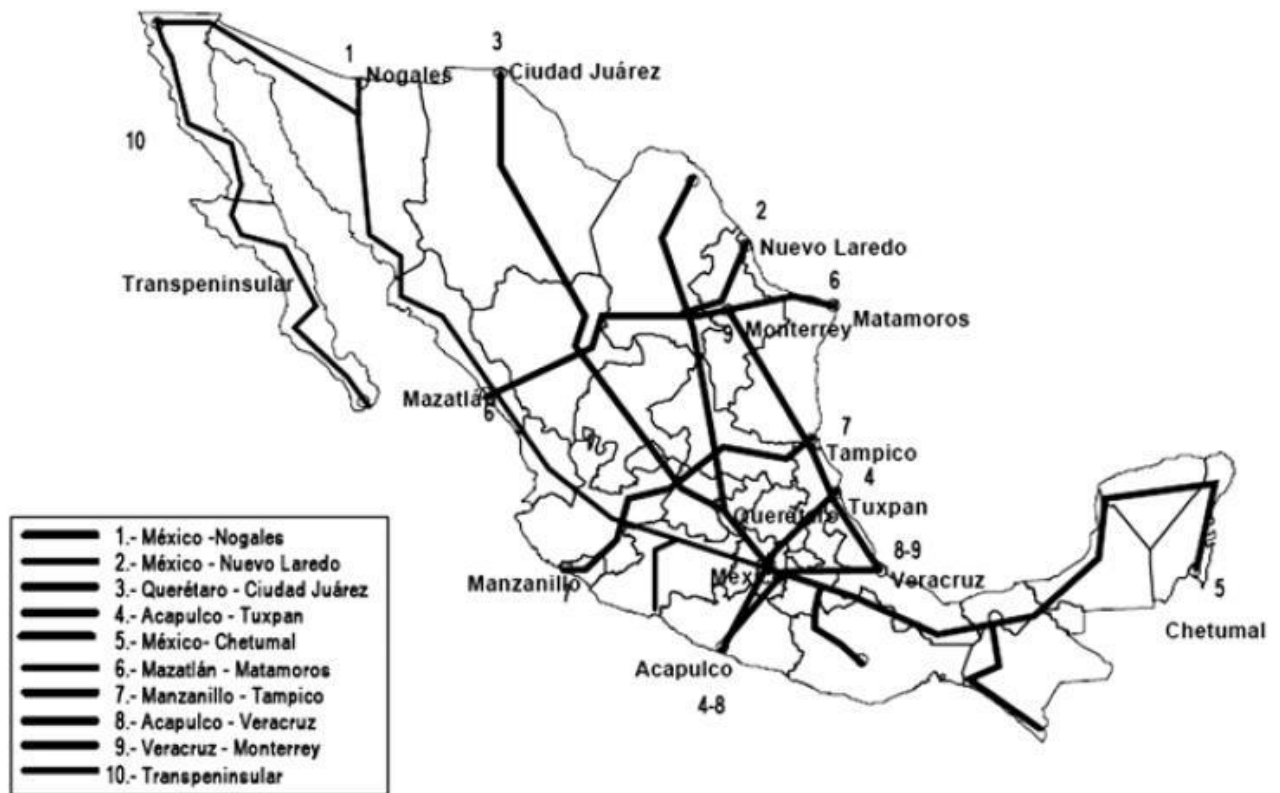 1
Nogales
3
Ciudad Juárez
10
2
Nuevo Laredo
Transpeninsular
6
Matamoros
9
Monterrey
Mazatlán
6
7
Tampico
4
Tuxpan
Querétaro
8-9
Manzanillo
Méxi
Veracruz
5
Chetumal
Acapulco
4-8
1.- México -Nogales
2.- México - Nuevo Laredo
3.- Querétaro - Ciudad Juárez
4.- Acapulco - Tuxpan
5.- México- Chetumal
6.- Mazatlán - Matamoros
7.- Manzanillo - Tampico
8.- Acapulco - Veracruz
9.- Veracruz - Monterrey
10.- Transpeninsular